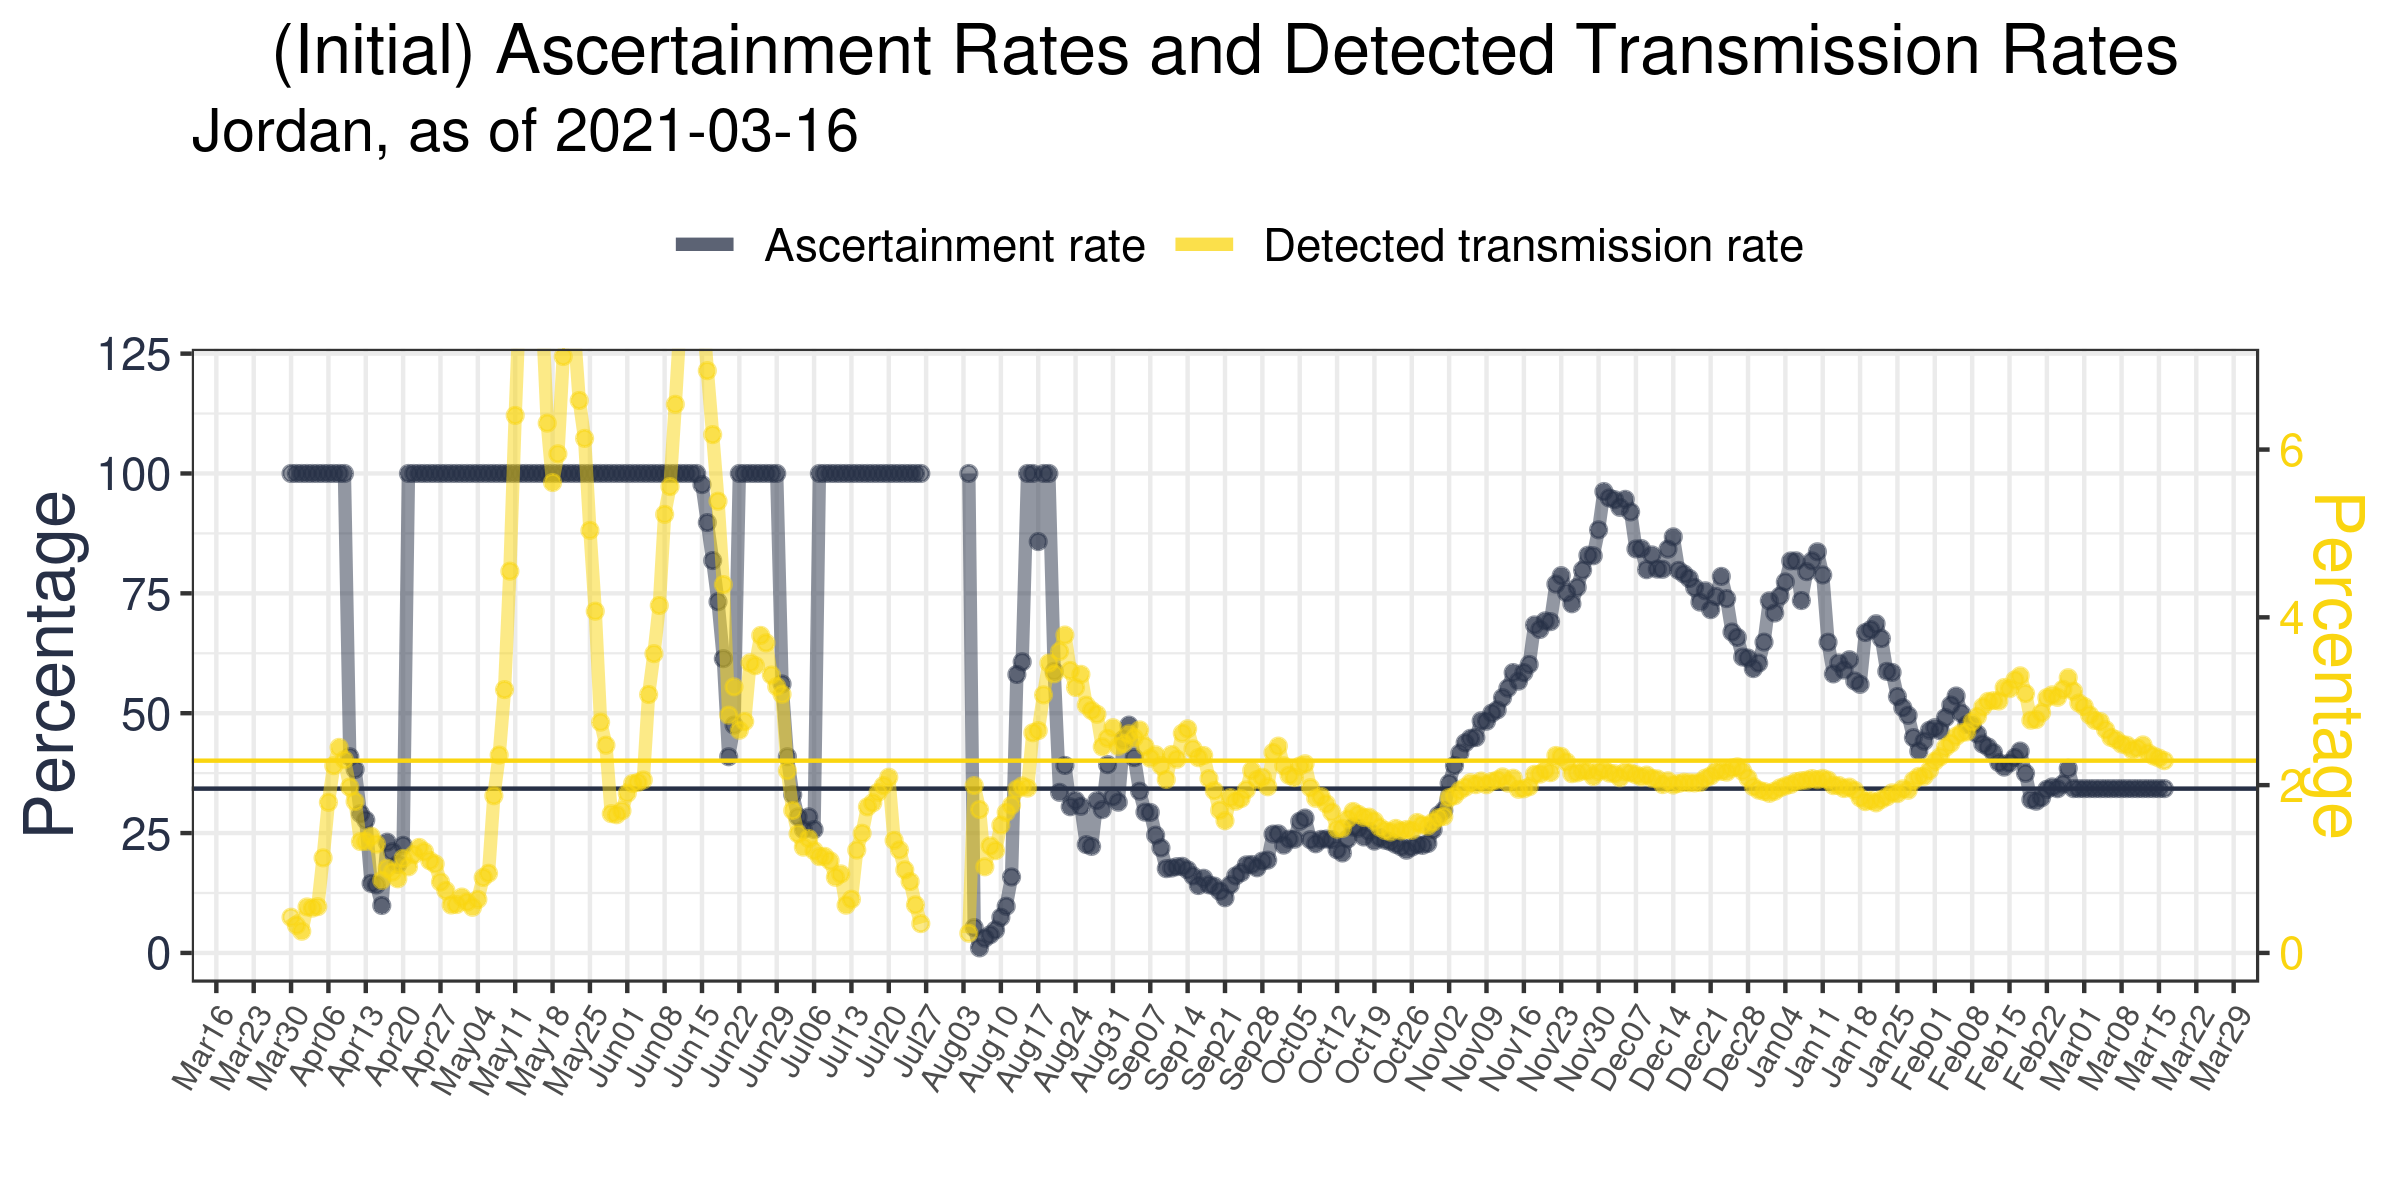 (Initial) Ascertainment Rates and Detected Transmission Rates
Jordan, as of 2021-03-16
Ascertainment rate
Detected transmission rate
Percentage
125
100
75
50
25
0
6
4
2
0
Percentage
Mar16
Mar23
Mar30
Apr06
Apr13
Apr20
Apr27
May04
May11
May18
May25
Jun01
Jun08
Jun15
Jun22
Jun29
Jul06
Jul13
Jul20
Jul27
Aug03
Aug10
Aug17
Aug24
Aug31
Sep07
Sep14
Sep21
Sep28
Oct05
Oct12
Oct19
Oct26
Nov02
Nov09
Nov16
Nov23
Nov30
Dec07
Dec14
Dec21
Dec28
Jan04
Jan11
Jan18
Jan25
Feb01
Feb08
Feb15
Feb22
Mar01
Mar08
Mar15
Mar22
Mar29